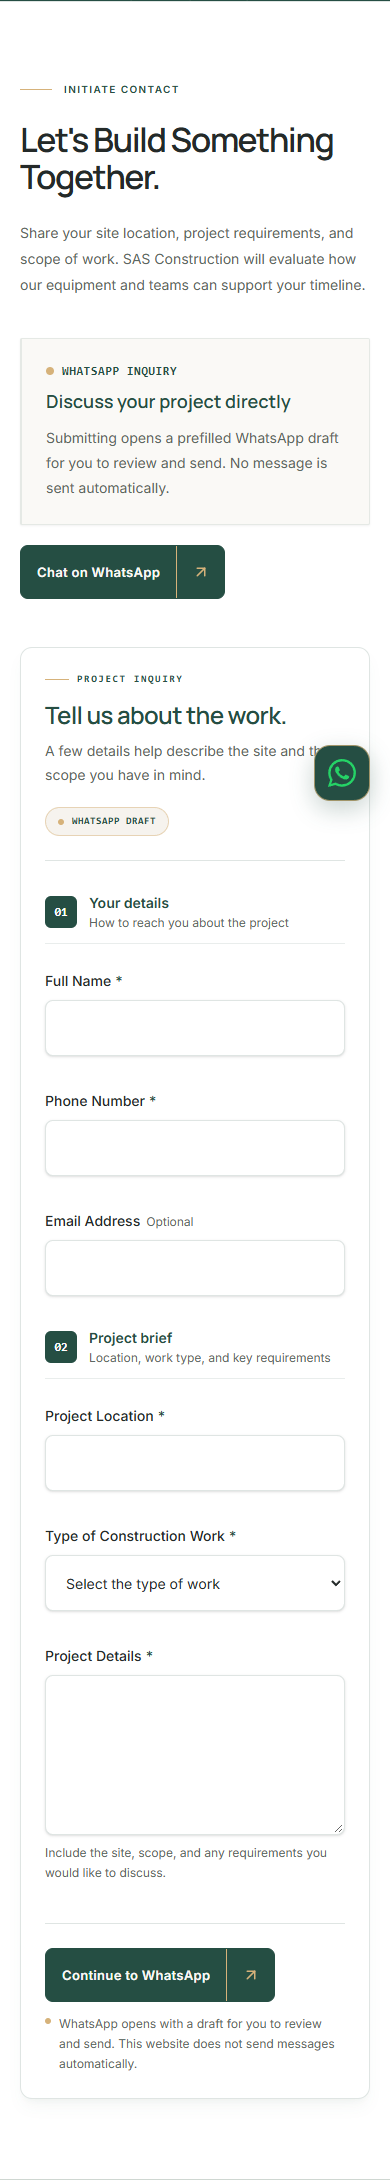 INITIATE CONTACT
Let's Build Something
Together.
Share your site location, project requirements, and
scope of work. SAS Construction will evaluate how
our equipment and teams can support your timeline.
WHATSAPP INQUIRY
Discuss your project directly
Submitting opens a prefilled WhatsApp draft
for you to review and send. No message is
sent automatically.
Chat on WhatsApp
PROJECT INQUIRY
Tell us about the work.
A few details help describe the site and
scope you have in mind.
WHATSAPP DRAFT
01
Your details
How to reach you about the project
Full Name *
Phone Number *
Email Address Optional
02
Project brief
Location, work type, and key requirements
Project Location *
Type of Construction Work *
Select the type of work
Project Details *
Include the site, scope, and any requirements you
would like to discuss.
Continue to WhatsApp
WhatsApp opens with a draft for you to review
and send. This website does not send messages
automatically.